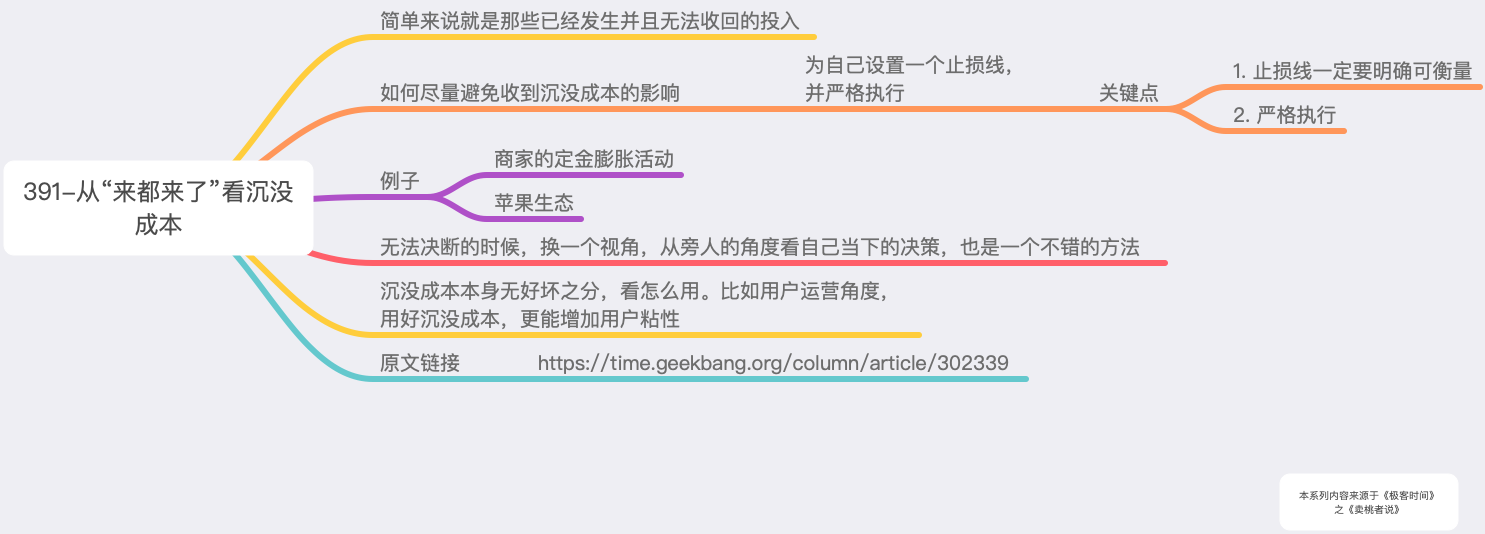 391-从“来都来了”看沉没
成本
简单来说就是那些已经发生并且无法收回的投入
如何尽量避免收到沉没成本的影响
为自己设置一个止损线，
并严格执行
关键点
1. 止损线一定要明确可衡量
2. 严格执行
例子
商家的定金膨胀活动
苹果生态
无法决断的时候，换一个视角，从旁人的角度看自己当下的决策，也是一个不错的方法
沉没成本本身无好坏之分，看怎么用。比如用户运营角度，
用好沉没成本，更能增加用户粘性
原文链接
https://time.geekbang.org/column/article/302339
本系列内容来源于《极客时间》
之《卖桃者说》